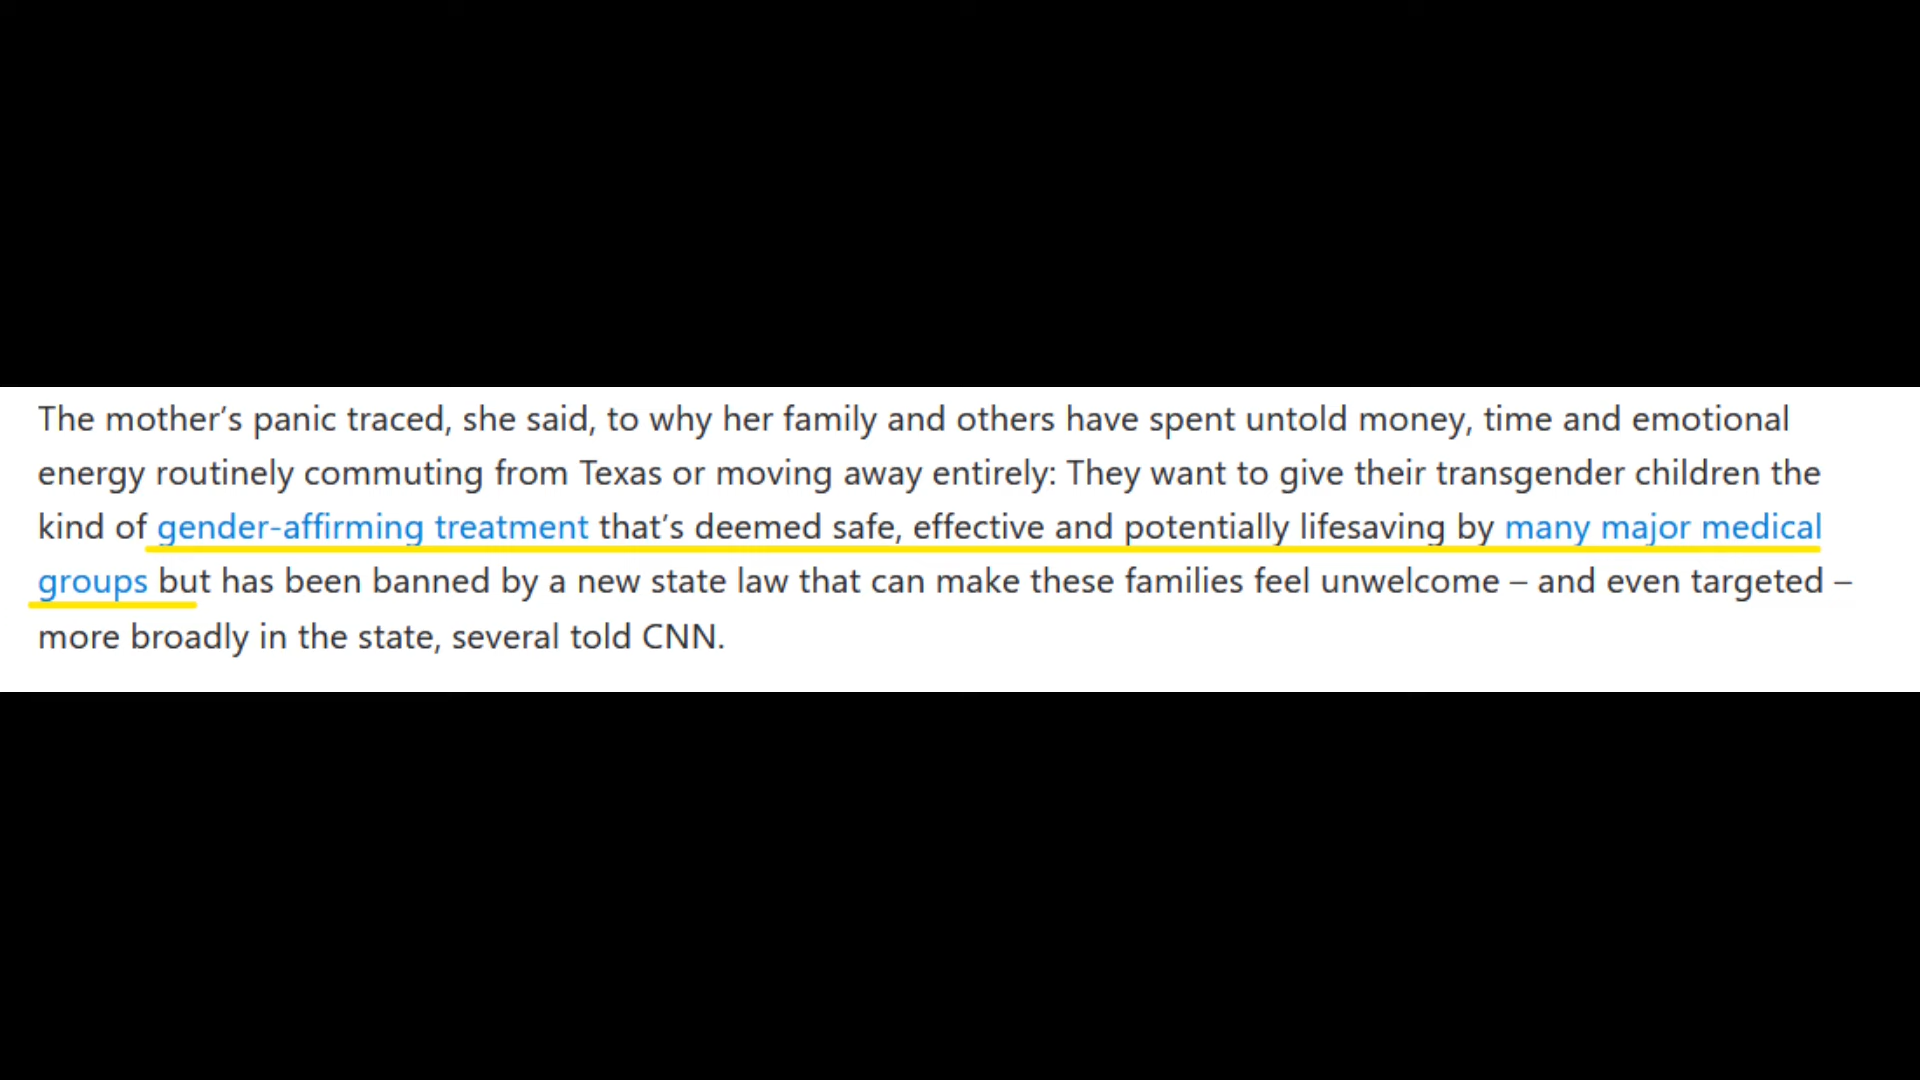 The mother’s panic traced, she said, to why her family and others have spent untold money, time and emotional
energy routinely commuting from Texas or moving away entirely: They want to give their transgender children the
kind of gender-affirming treatment that’s deemed safe, effective and potentially lifesaving by many major medical
groups but has been banned by a new state law that can make these families feel unwelcome – and even targeted –
more broadly in the state, several told CNN.